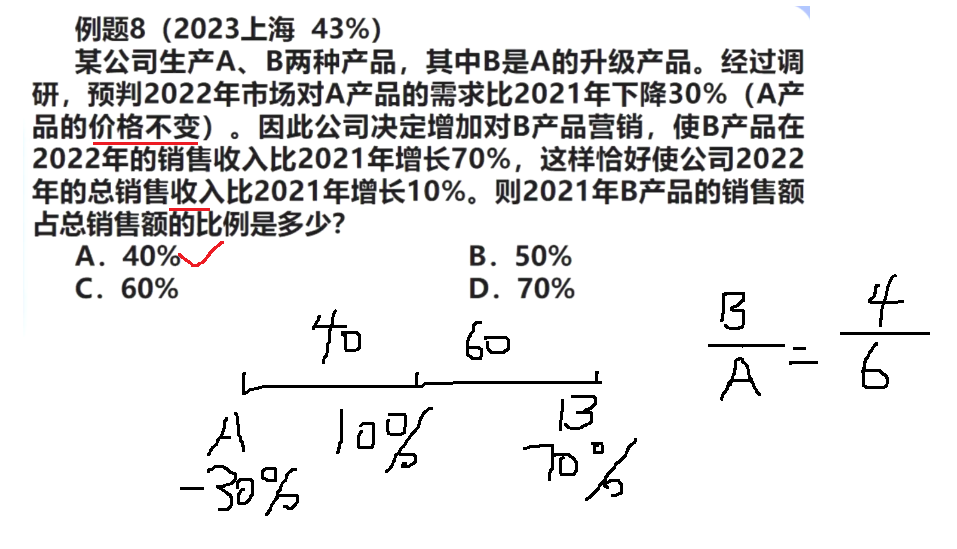 例题8（2023上海 43%）
某公司生产A、B两种产品，其中B是A的升级产品。经过调
研，预判2022年市场对A产品的需求比2021年下降30%（A产
品的价格不变）。因此公司决定增加对B产品营销，使B产品在
2022年的销售收入比2021年增长70%，这样恰好使公司2022
年的总销售收入比2021年增长10%。则2021年B产品的销售额
占总销售额的比例是多少？
A. 40% B. 50%
C. 60% D. 70%
40 60
A 10% B
-30% 70%
B 4
A = 6